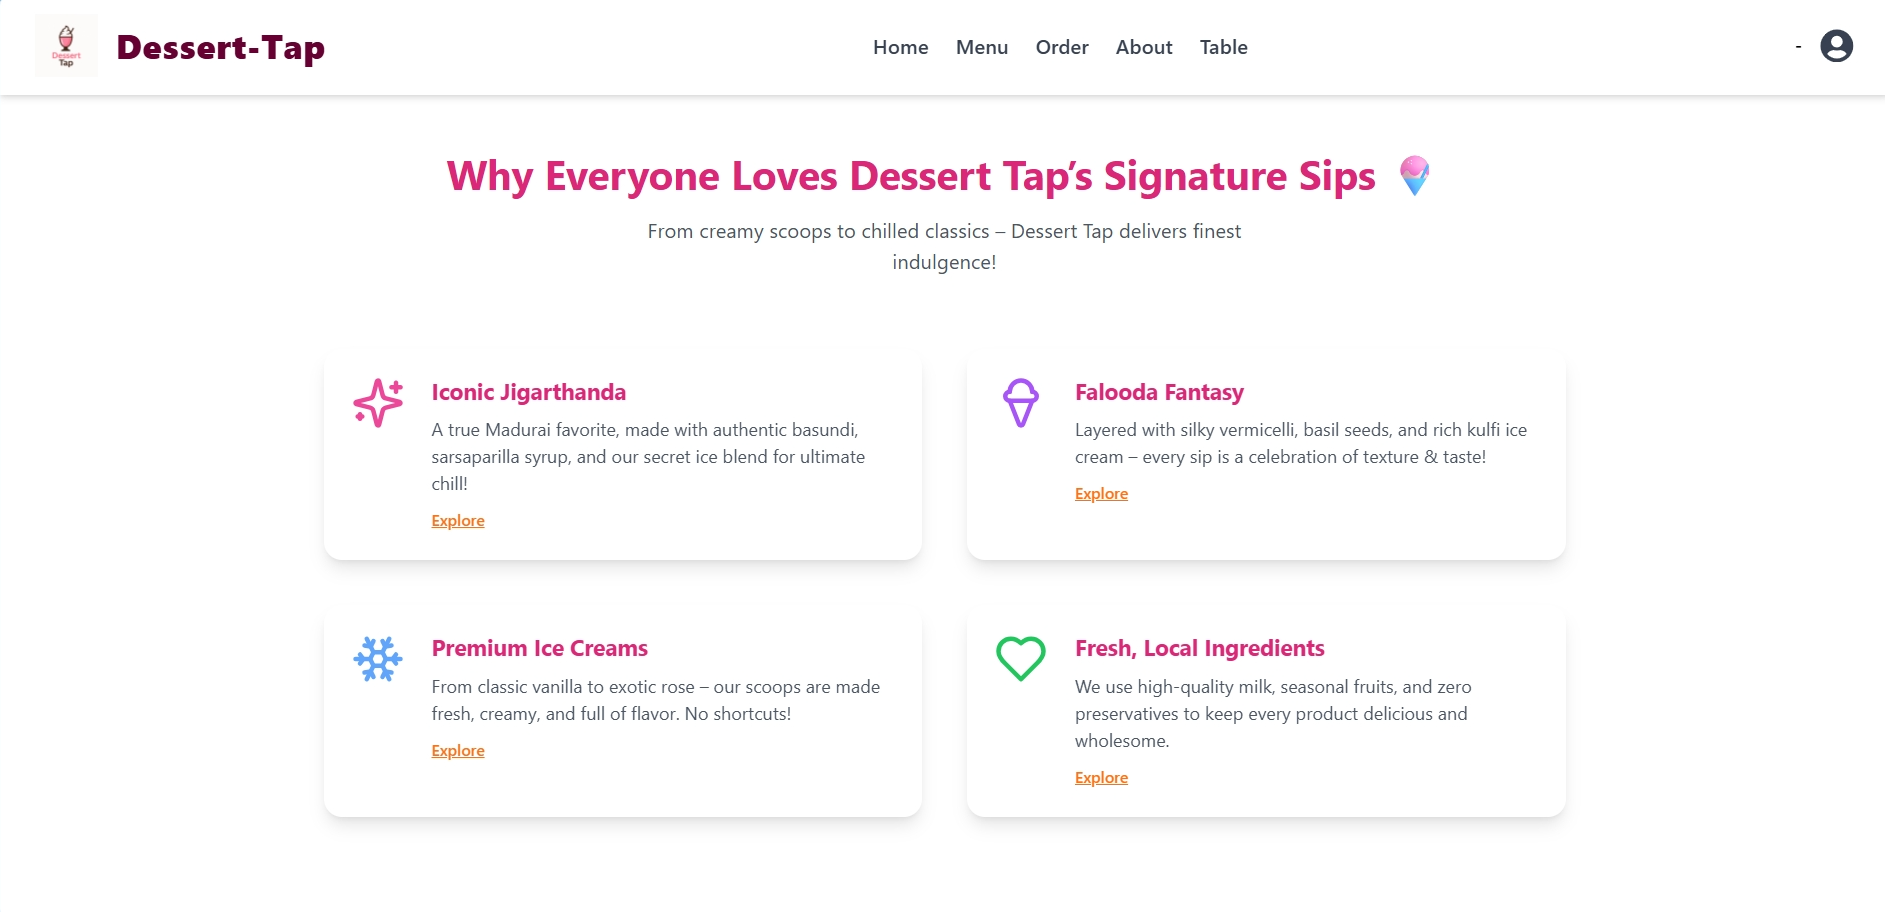 Dessert
Tap
Dessert-Tap
Home
Menu
Order
About
Table
-
Why Everyone Loves Dessert Tap’s Signature Sips
From creamy scoops to chilled classics – Dessert Tap delivers finest
indulgence!
Iconic Jigarthanda
A true Madurai favorite, made with authentic basundi,
sarsaparilla syrup, and our secret ice blend for ultimate
chill!
Explore
Falooda Fantasy
Layered with silky vermicelli, basil seeds, and rich kulfi ice
cream – every sip is a celebration of texture & taste!
Explore
Premium Ice Creams
From classic vanilla to exotic rose – our scoops are made
fresh, creamy, and full of flavor. No shortcuts!
Explore
Fresh, Local Ingredients
We use high-quality milk, seasonal fruits, and zero
preservatives to keep every product delicious and
wholesome.
Explore